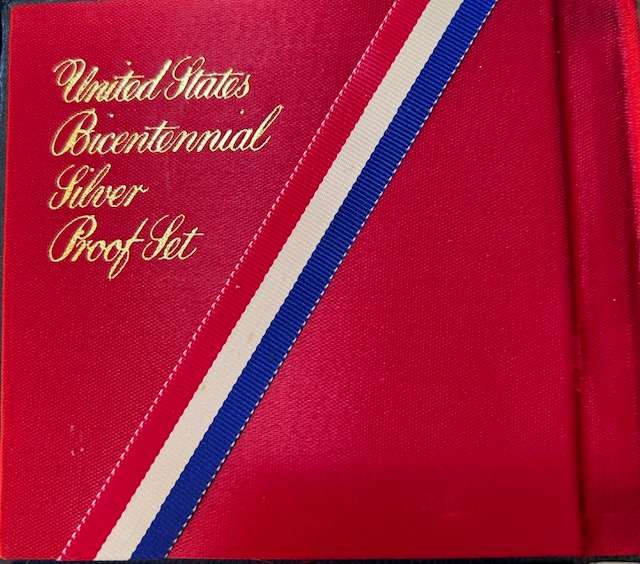 United States
Bicentennial
Silver
Proof Set